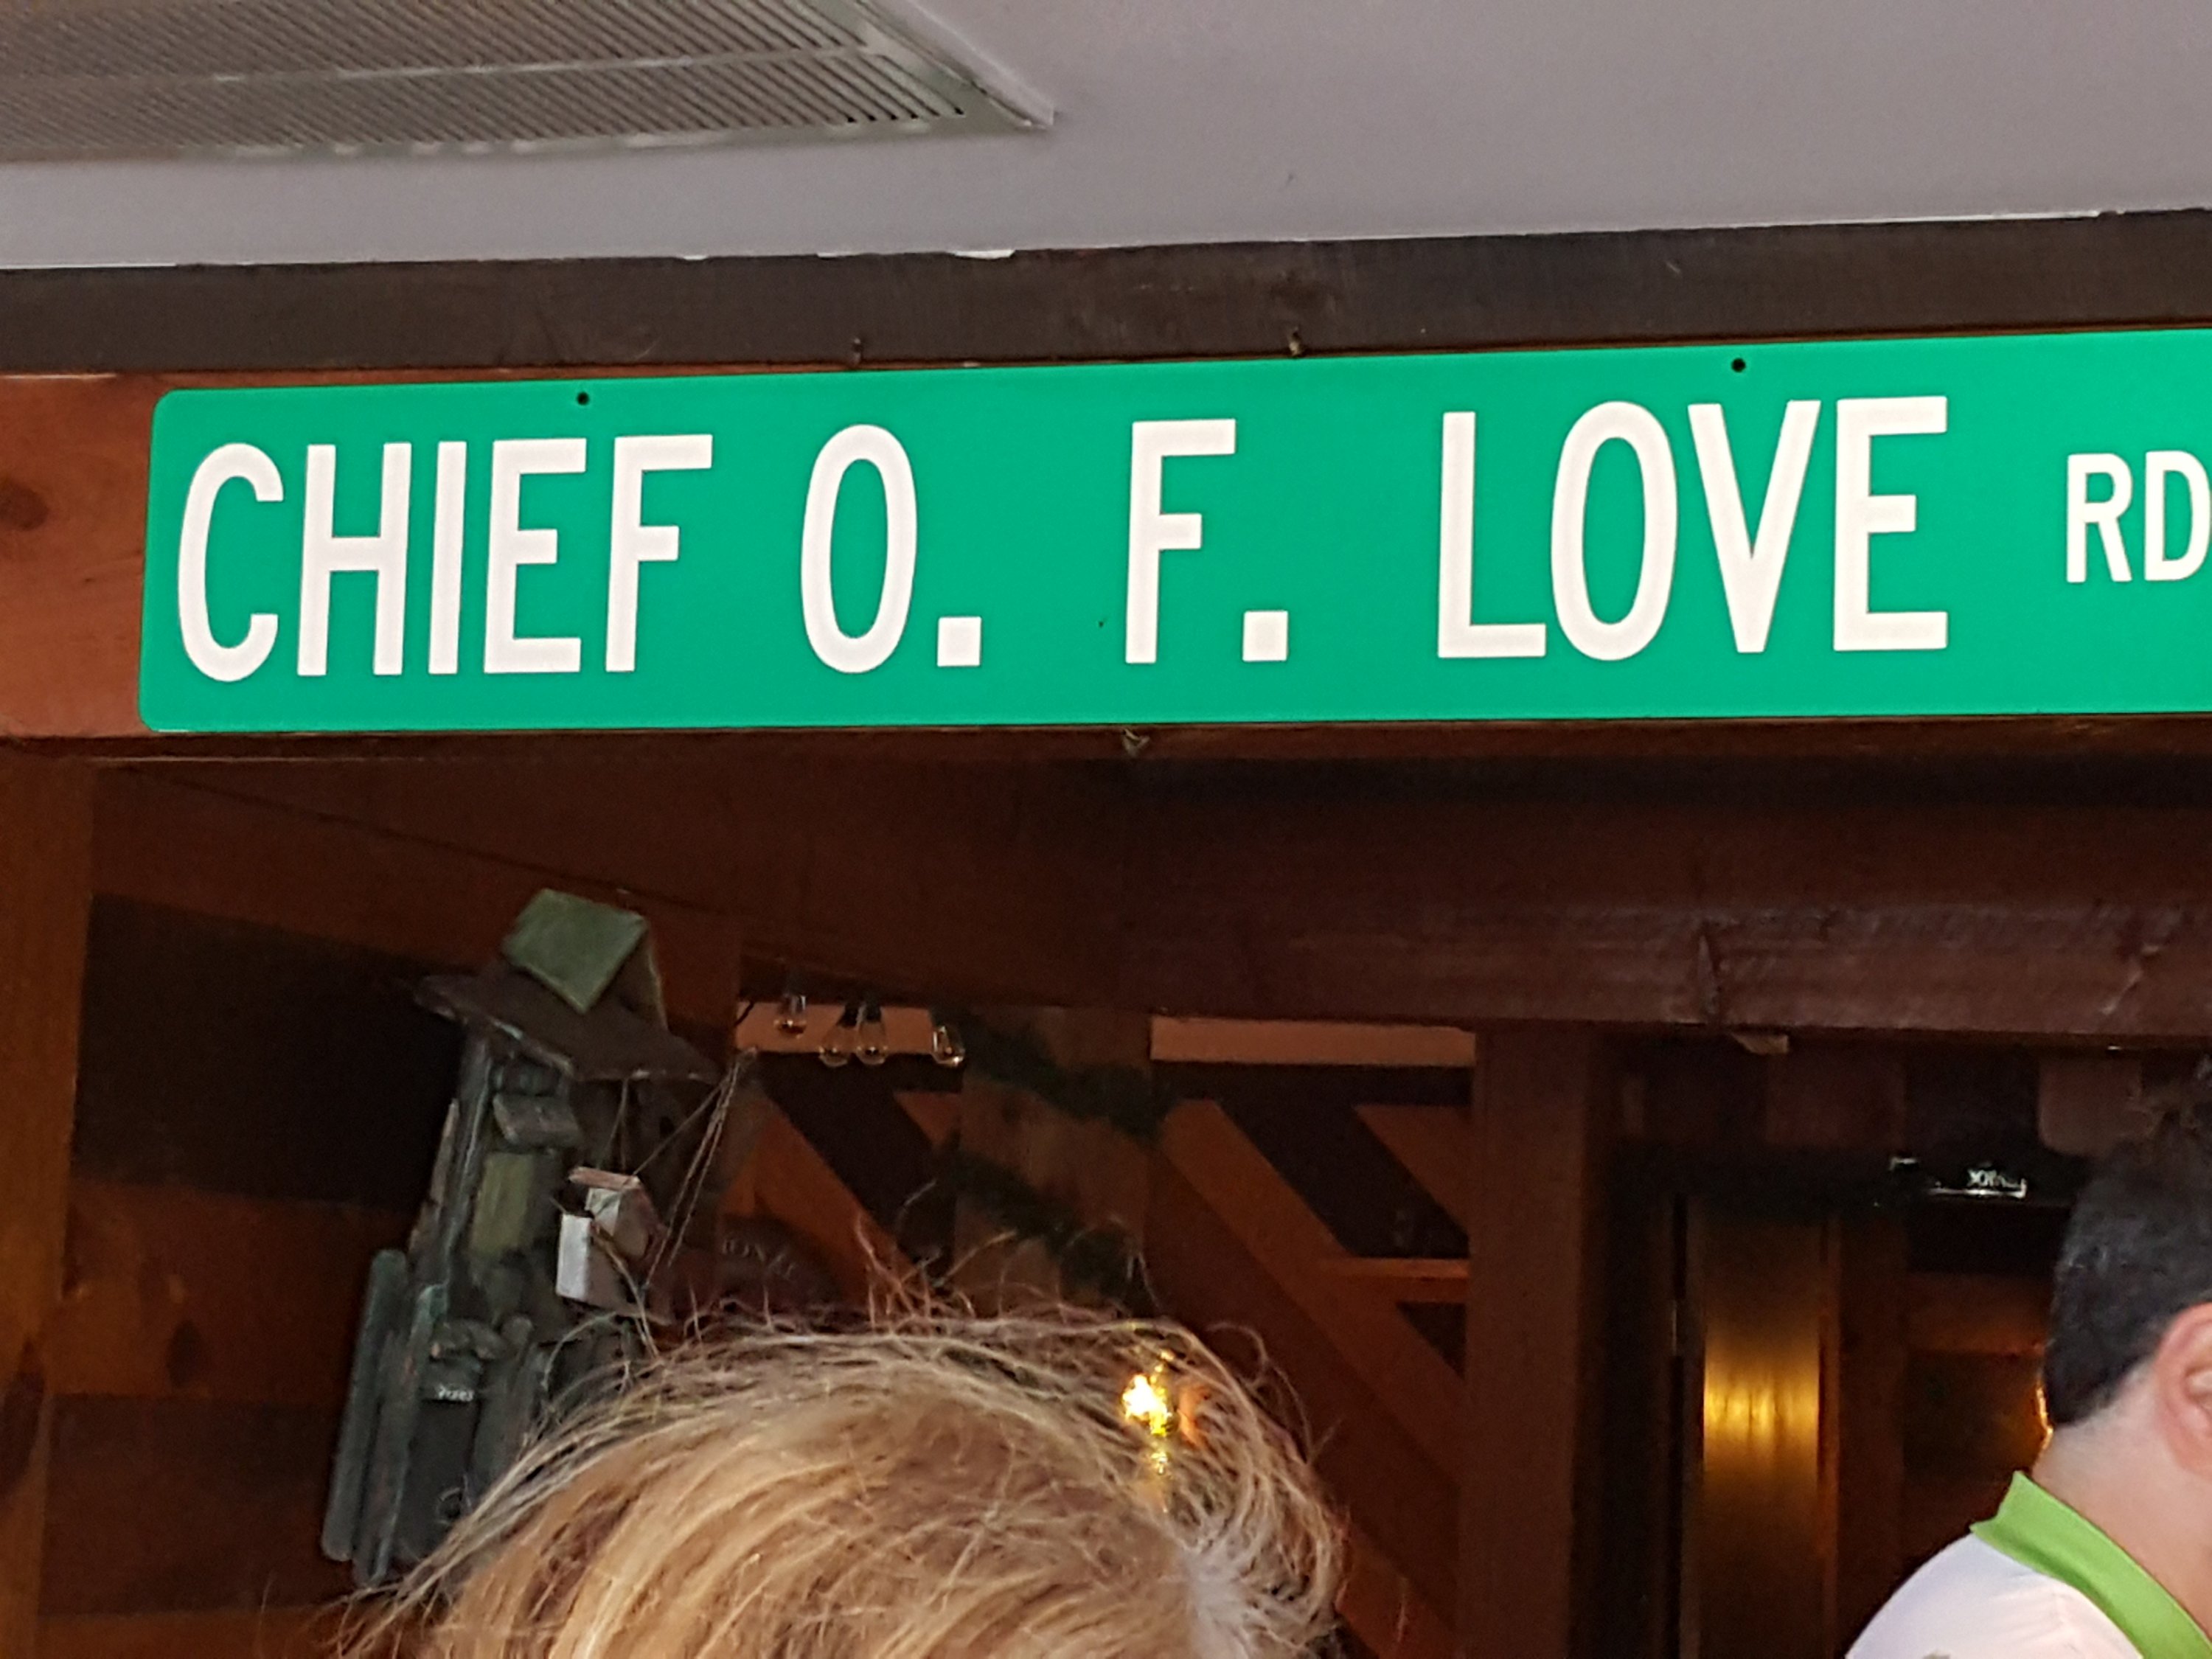 CHIEF O. F. LOVE RD